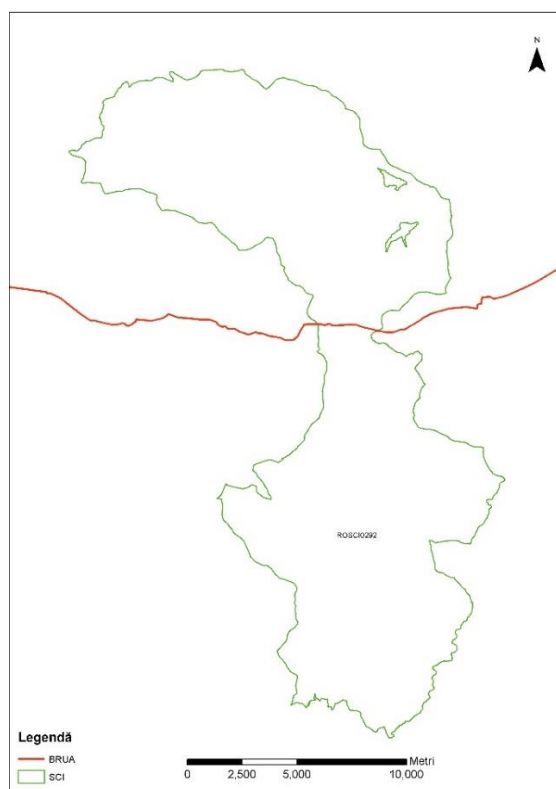 N
ROSCI0292
Legendă
BRUA
SCI
Metri
0 2,500 5,000 10,000